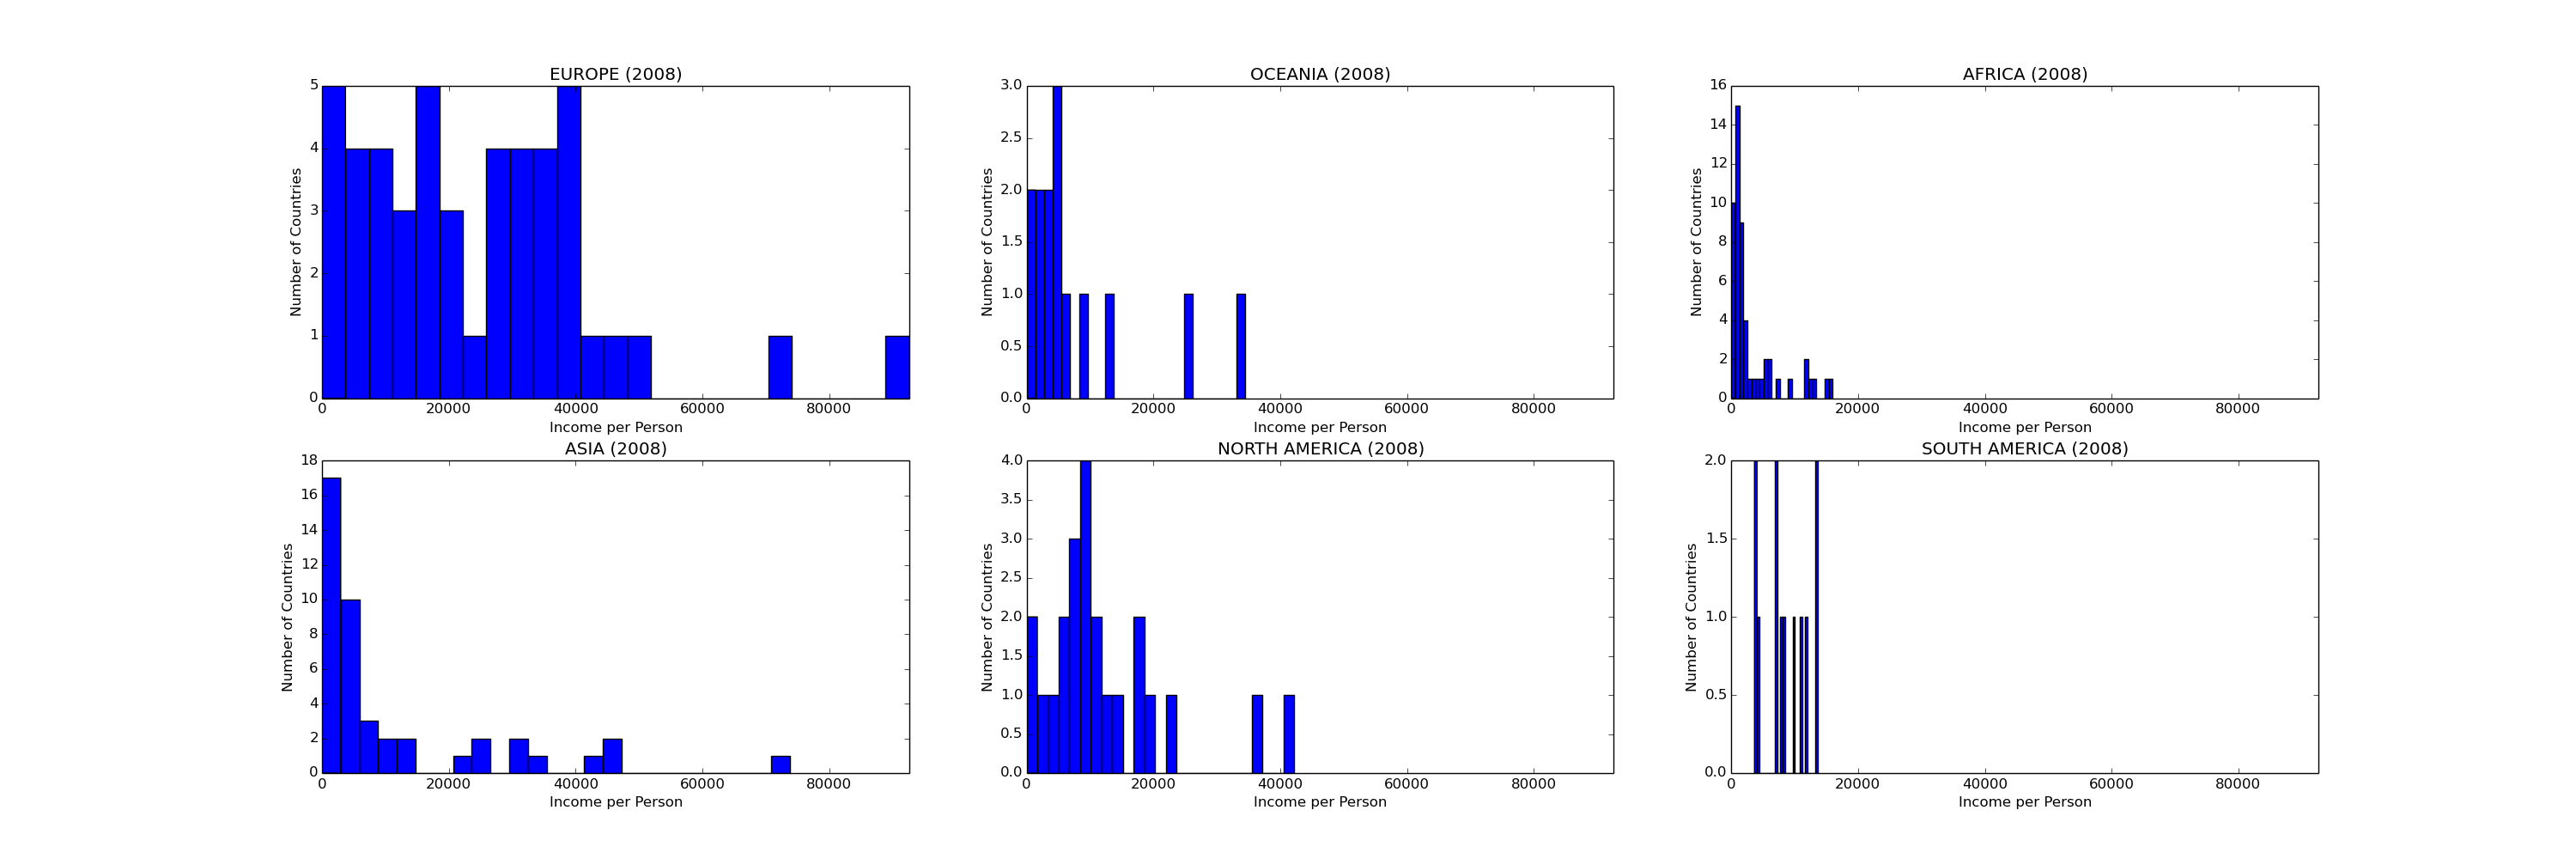 EUROPE (2008)
5
4
3
2
1
0
Number of Countries
0 20000 40000 60000 80000
Income per Person
OCEANIA (2008)
3.0
2.5
2.0
1.5
1.0
0.5
0.0
Number of Countries
0 20000 40000 60000 80000
Income per Person
AFRICA (2008)
16
14
12
10
8
6
4
2
0
Number of Countries
0 20000 40000 60000 80000
Income per Person
ASIA (2008)
18
16
14
12
10
8
6
4
2
0
Number of Countries
0 20000 40000 60000 80000
Income per Person
NORTH AMERICA (2008)
4.0
3.5
3.0
2.5
2.0
1.5
1.0
0.5
0.0
Number of Countries
0 20000 40000 60000 80000
Income per Person
SOUTH AMERICA (2008)
2.0
1.5
1.0
0.5
0.0
Number of Countries
0 20000 40000 60000 80000
Income per Person